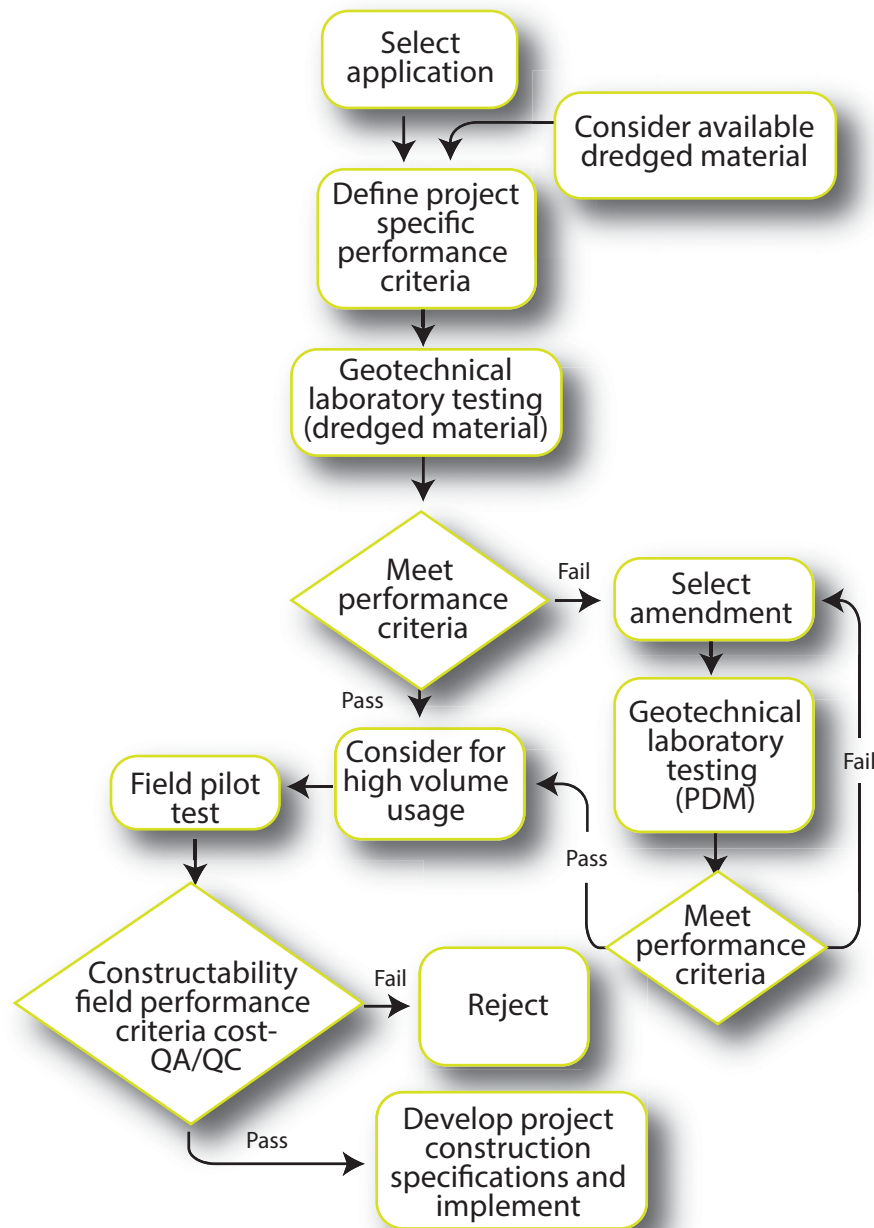 Select
application
Consider available
dredged material
Define project
specific
performance
criteria
Geotechnical
laboratory testing
(dredged material)
Meet
performance
criteria
Fail
Select
amendment
Pass
Geotechnical
laboratory
testing
(PDM)
Fail
Consider for
high volume
usage
Field pilot
test
Pass
Meet
performance
criteria
Constructability
field performance
criteria cost-
QA/QC
Fail
Reject
Pass
Develop project
construction
specifications and
implement